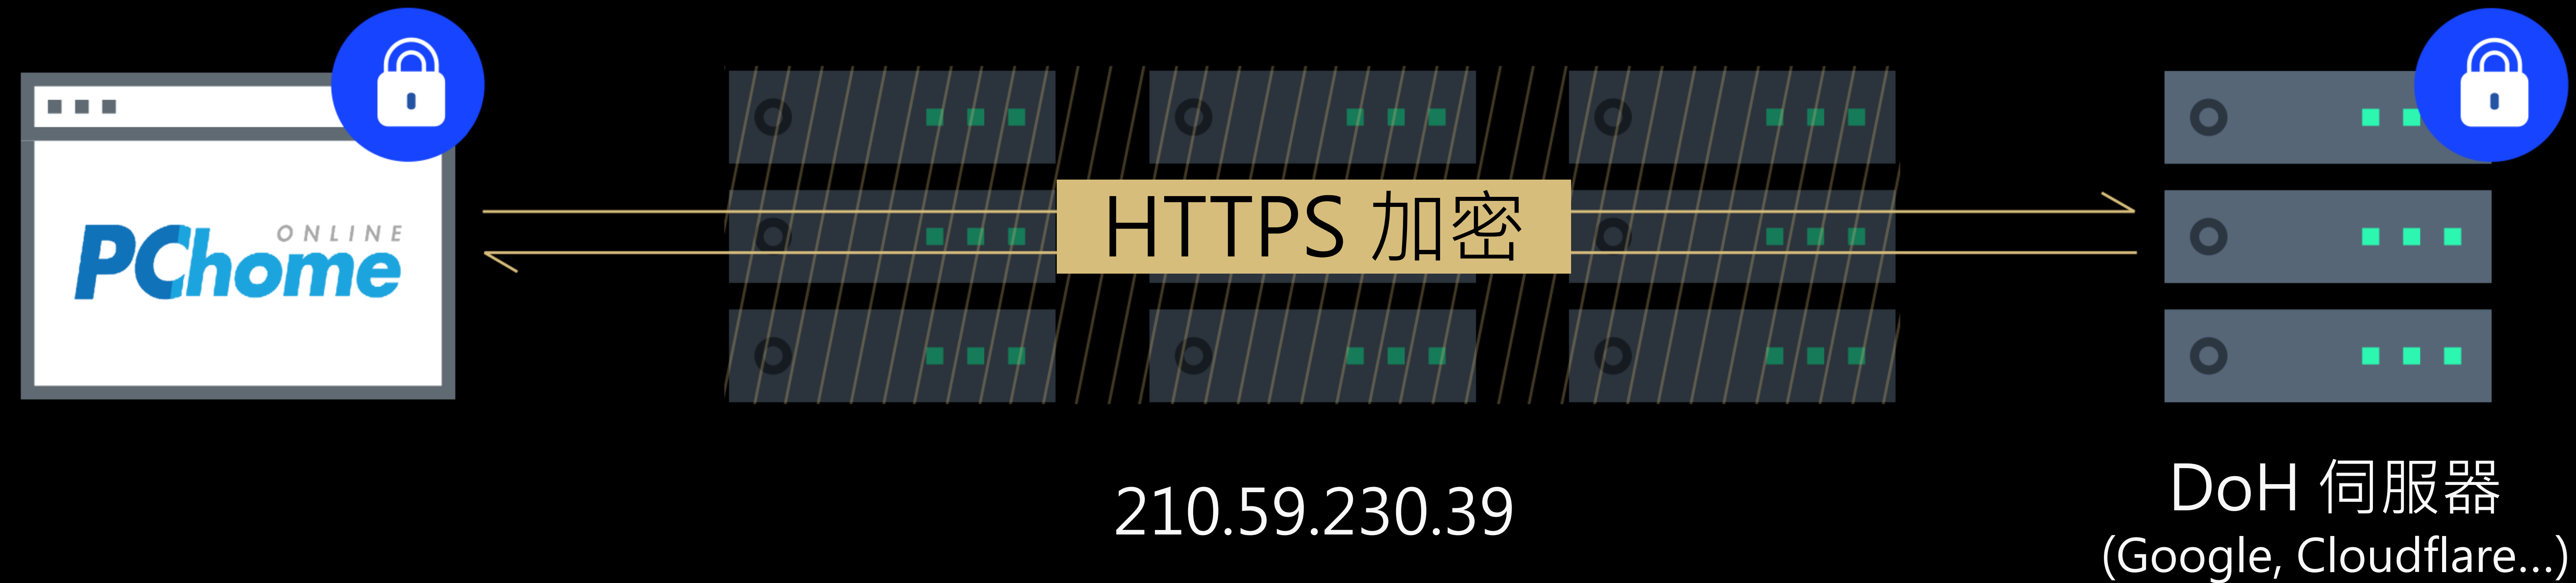 ONLINE
PChome
HTTPS 加密
210.59.230.39
DoH 伺服器
(Google, Cloudflare...)